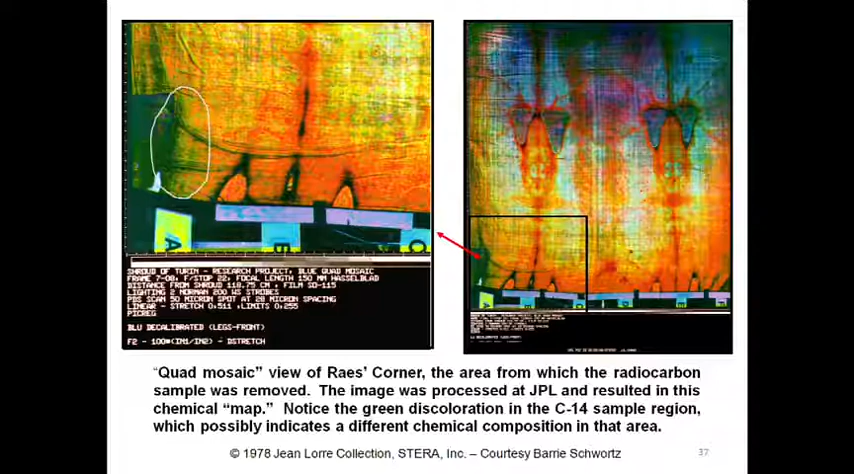 A
B
C
SHROUD OF TURIN - RESEARCH PROJECT, BLUE QUAD MOSAIC
FRAME 7-08, F/STOP 22, FOCAL LENGTH 150 MM HASSELBLAD
DISTANCE FROM SHROUD 118.75 CM , FILM SO-115
LIGHTING 2 NORMAN 200 WS STROBES
PDS SCAN 50 MICRON SPOT AT 28 MICRON SPACING
LINEAR - STRETCH 0.511 ,LIMITS 0,255
PICREG
BLU DECALIBRATED (LEGS-FRONT)
F2 - 100*(IM1/IM2) - DSTRETCH
A
B
C
D
"Quad mosaic" view of Raes' Corner, the area from which the radiocarbon
sample was removed. The image was processed at JPL and resulted in this
chemical "map." Notice the green discoloration in the C-14 sample region,
which possibly indicates a different chemical composition in that area.
© 1978 Jean Lorre Collection, STERA, Inc. – Courtesy Barrie Schwortz
37